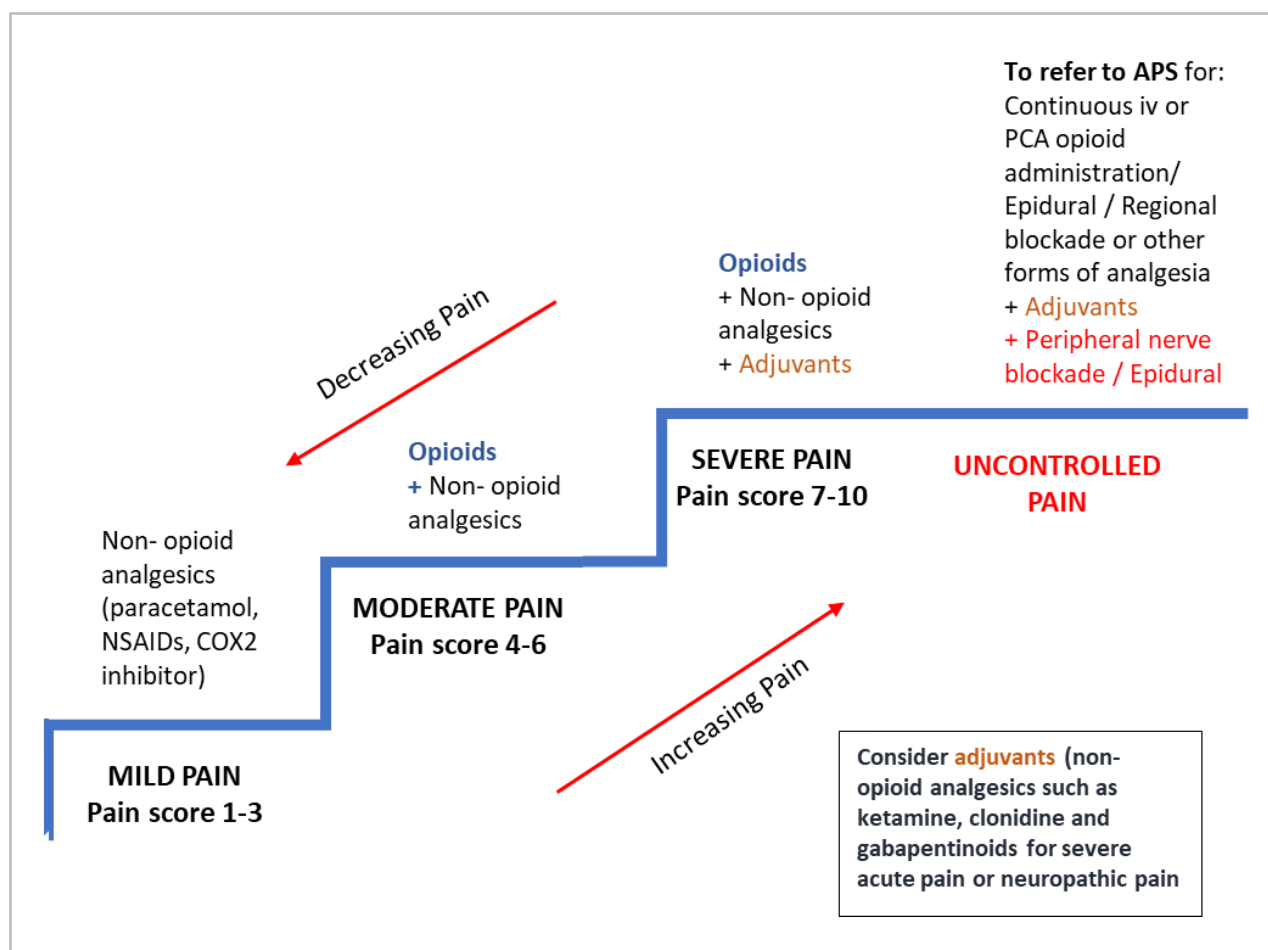 To refer to APS for:
Continuous iv or
PCA opioid
administration/
Epidural / Regional
blockade or other
forms of analgesia
+ Adjuvants
+ Peripheral nerve
blockade / Epidural
Opioids
+ Non- opioid
analgesics
+ Adjuvants
Decreasing Pain
Opioids
+ Non- opioid
analgesics
SEVERE PAIN
Pain score 7-10
UNCONTROLLED
PAIN
Non- opioid
analgesics
(paracetamol,
NSAIDs, COX2
inhibitor)
MODERATE PAIN
Pain score 4-6
Increasing Pain
MILD PAIN
Pain score 1-3
Consider adjuvants (non-
opioid analgesics such as
ketamine, clonidine and
gabapentinoids for severe
acute pain or neuropathic pain